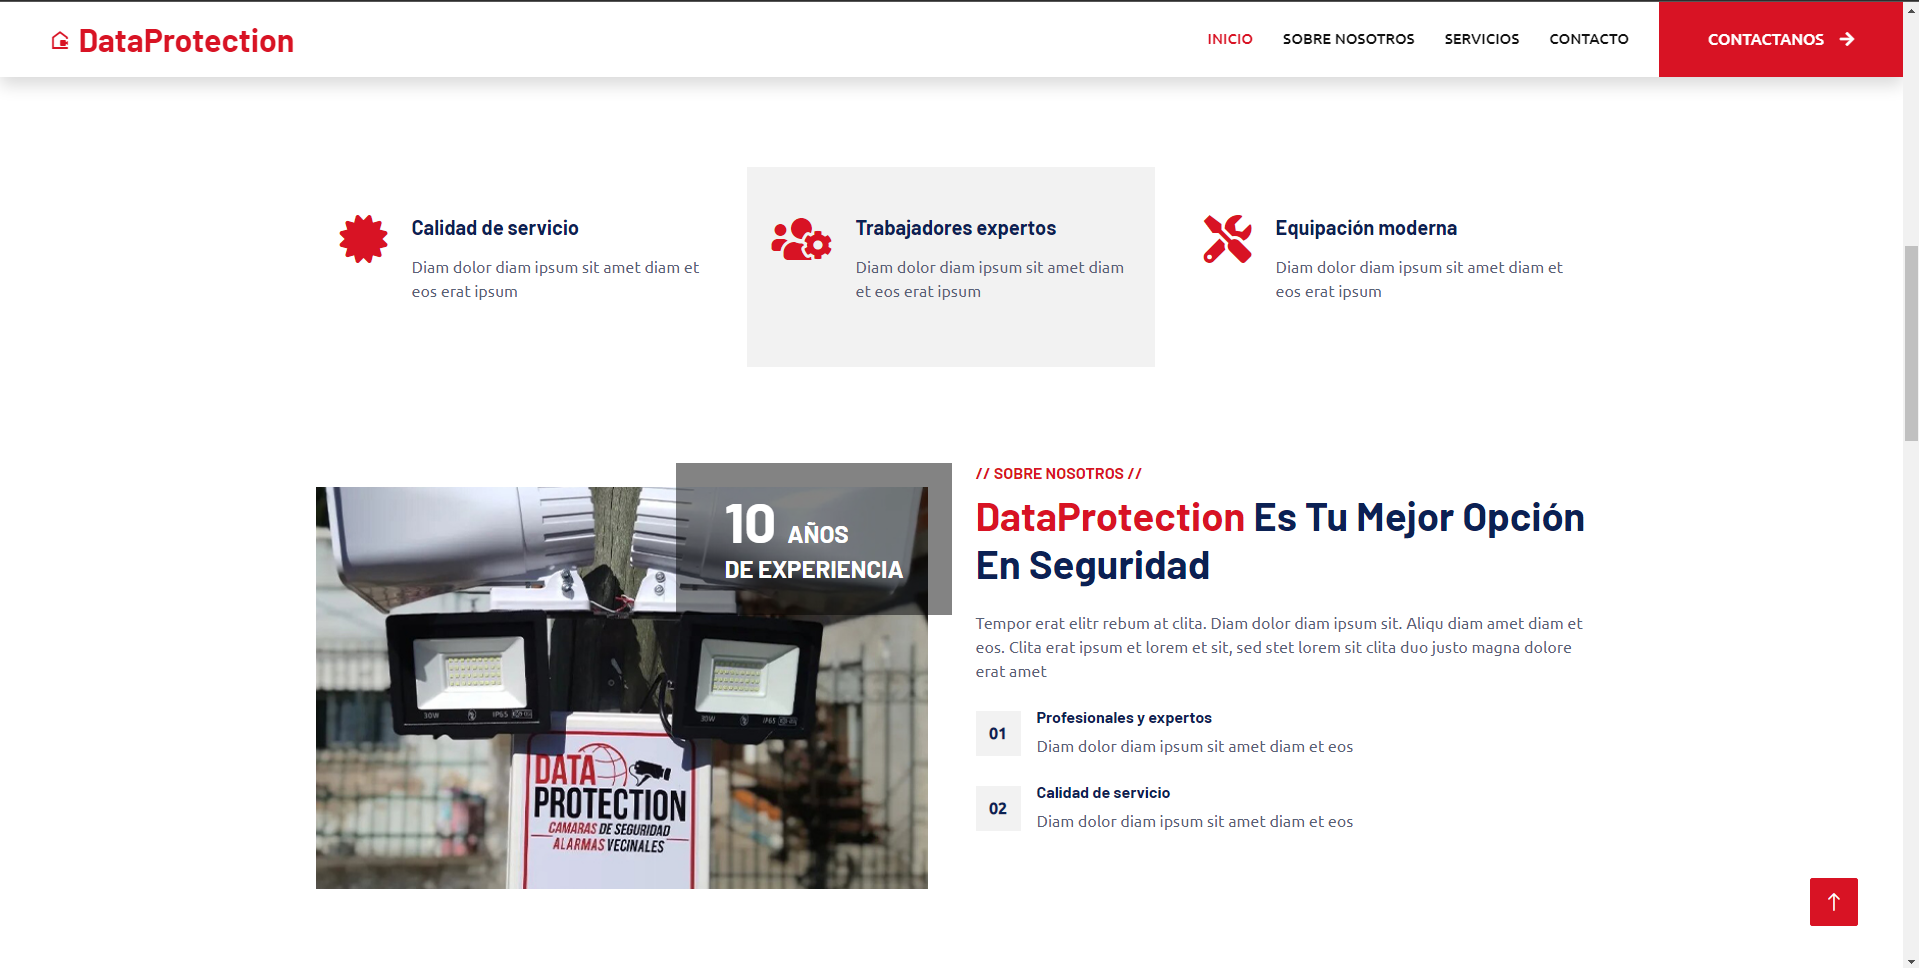 DataProtection
INICIO
SOBRE NOSOTROS
SERVICIOS
CONTACTO
CONTACTANOS
Calidad de servicio
Diam dolor diam ipsum sit amet diam et
eos erat ipsum
Trabajadores expertos
Diam dolor diam ipsum sit amet diam
et eos erat ipsum
Equipación moderna
Diam dolor diam ipsum sit amet diam et
eos erat ipsum
10 AÑOS
DE EXPERIENCIA
30W IP65
30W IP65
DATA
PROTECTION
CAMARAS DE SEGURIDAD
ALARMAS VECINALES
// SOBRE NOSOTROS //
DataProtection Es Tu Mejor Opción
En Seguridad
Tempor erat elitr rebum at clita. Diam dolor diam ipsum sit. Aliqu diam amet diam et
eos. Clita erat ipsum et lorem et sit, sed stet lorem sit clita duo justo magna dolore
erat amet
01
Profesionales y expertos
Diam dolor diam ipsum sit amet diam et eos
02
Calidad de servicio
Diam dolor diam ipsum sit amet diam et eos